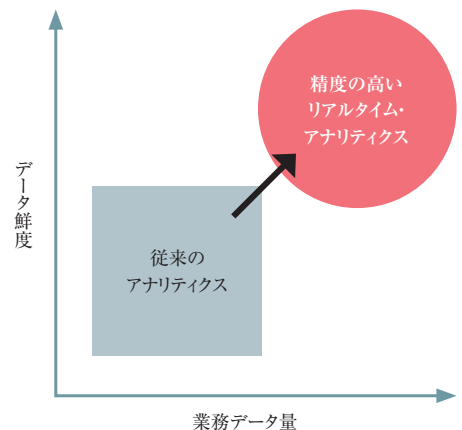 精度の高い
リアルタイム・
アナリティクス
データ鮮度
従来の
アナリティクス
業務データ量